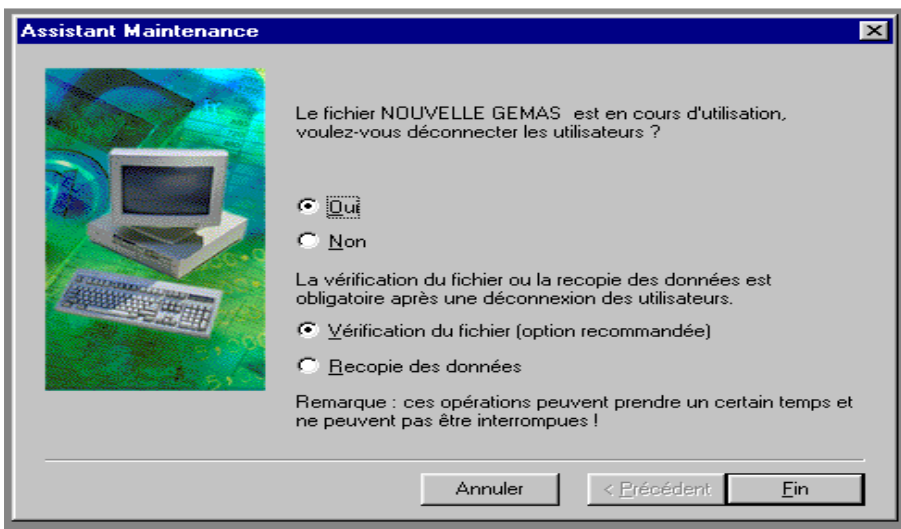 Assistant Maintenance
Le fichier NOUVELLE GEMAS est en cours d'utilisation,
voulez-vous déconnecter les utilisateurs ?
Oui
Non
La vérification du fichier ou la recopie des données est
obligatoire après une déconnexion des utilisateurs.
Vérification du fichier (option recommandée)
Recopie des données
Remarque : ces opérations peuvent prendre un certain temps et
ne peuvent pas être interrompues !
Annuler
< Précédent
Fin